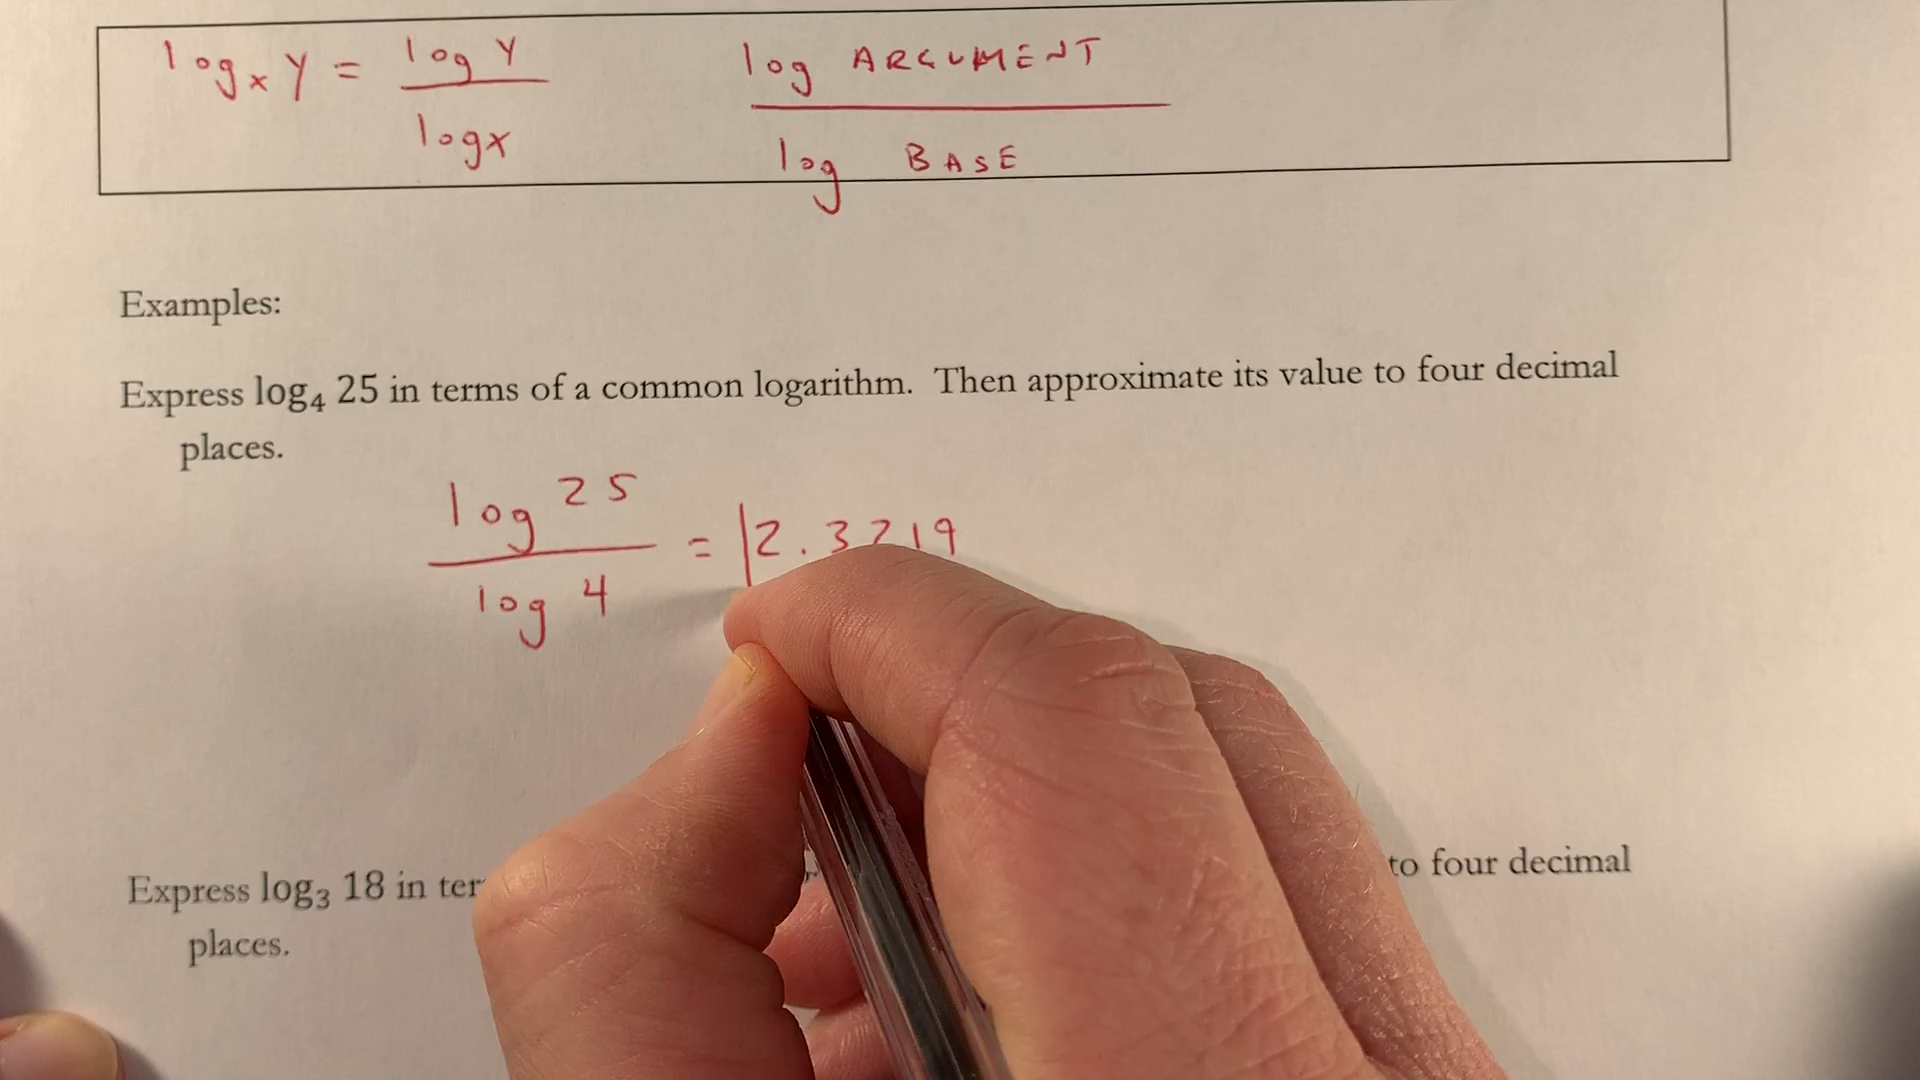 log_x Y = log Y / log x    log ARGUMENT / log BASE
Examples:
Express log₄ 25 in terms of a common logarithm. Then approximate its value to four decimal
places.
log 25 / log 4 = 2.3219
Express log₃ 18 in to four decimal
places.